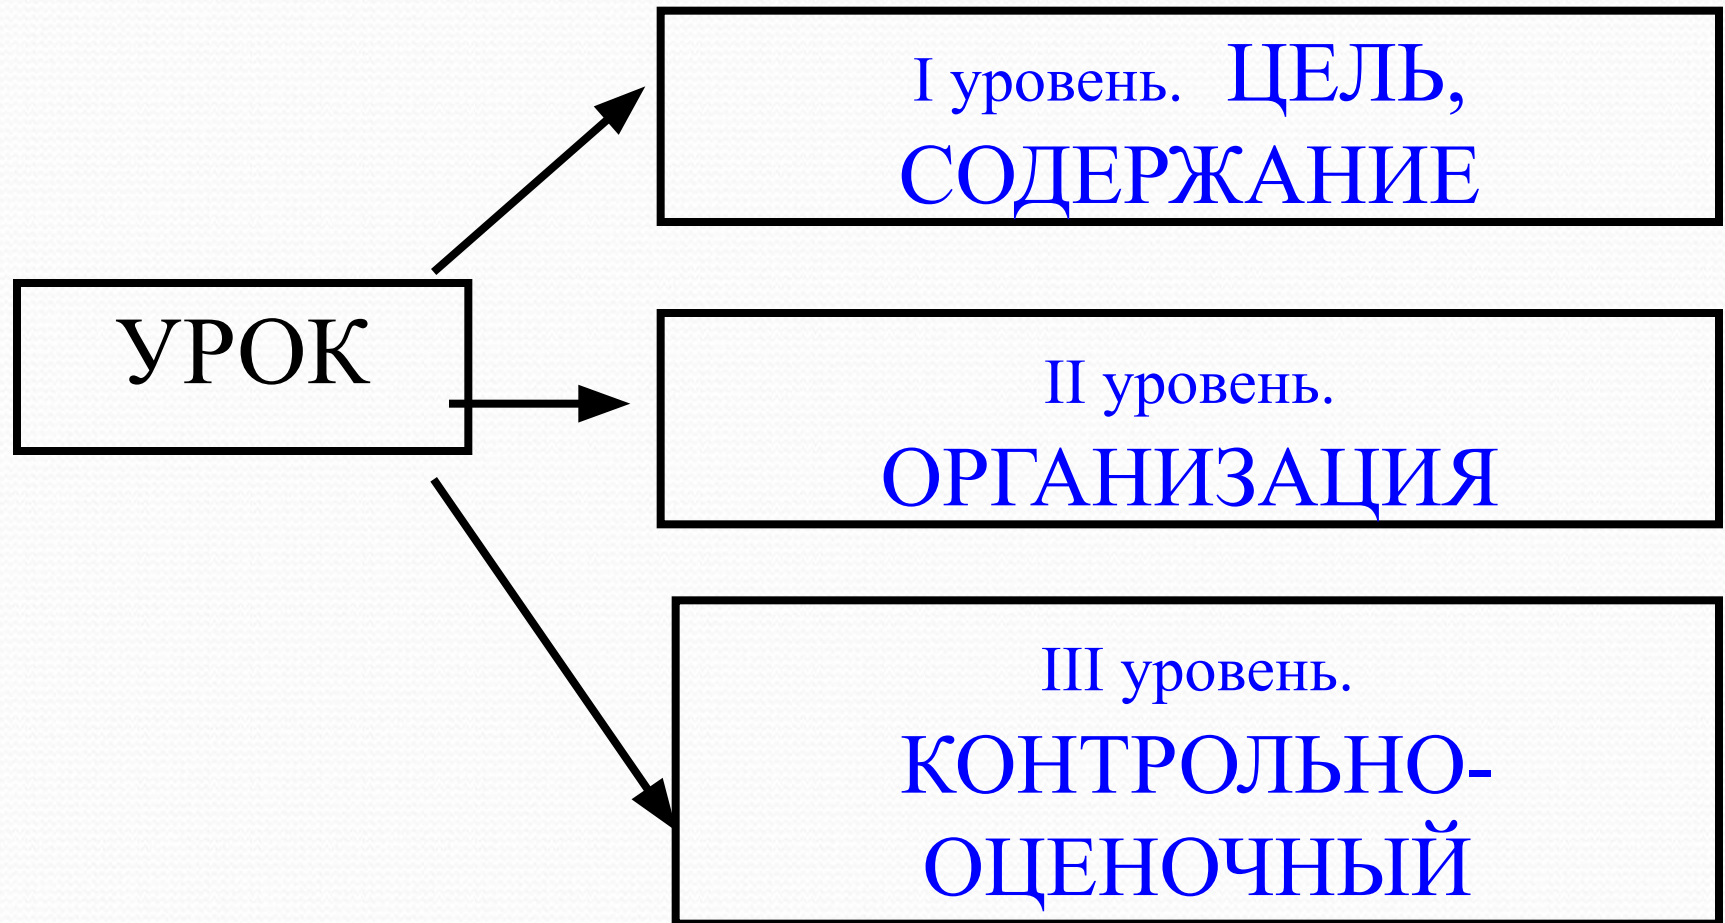 I уровень. ЦЕЛЬ,
СОДЕРЖАНИЕ
УРОК
II уровень.
ОРГАНИЗАЦИЯ
III уровень.
КОНТРОЛЬНО-
ОЦЕНОЧНЫЙ